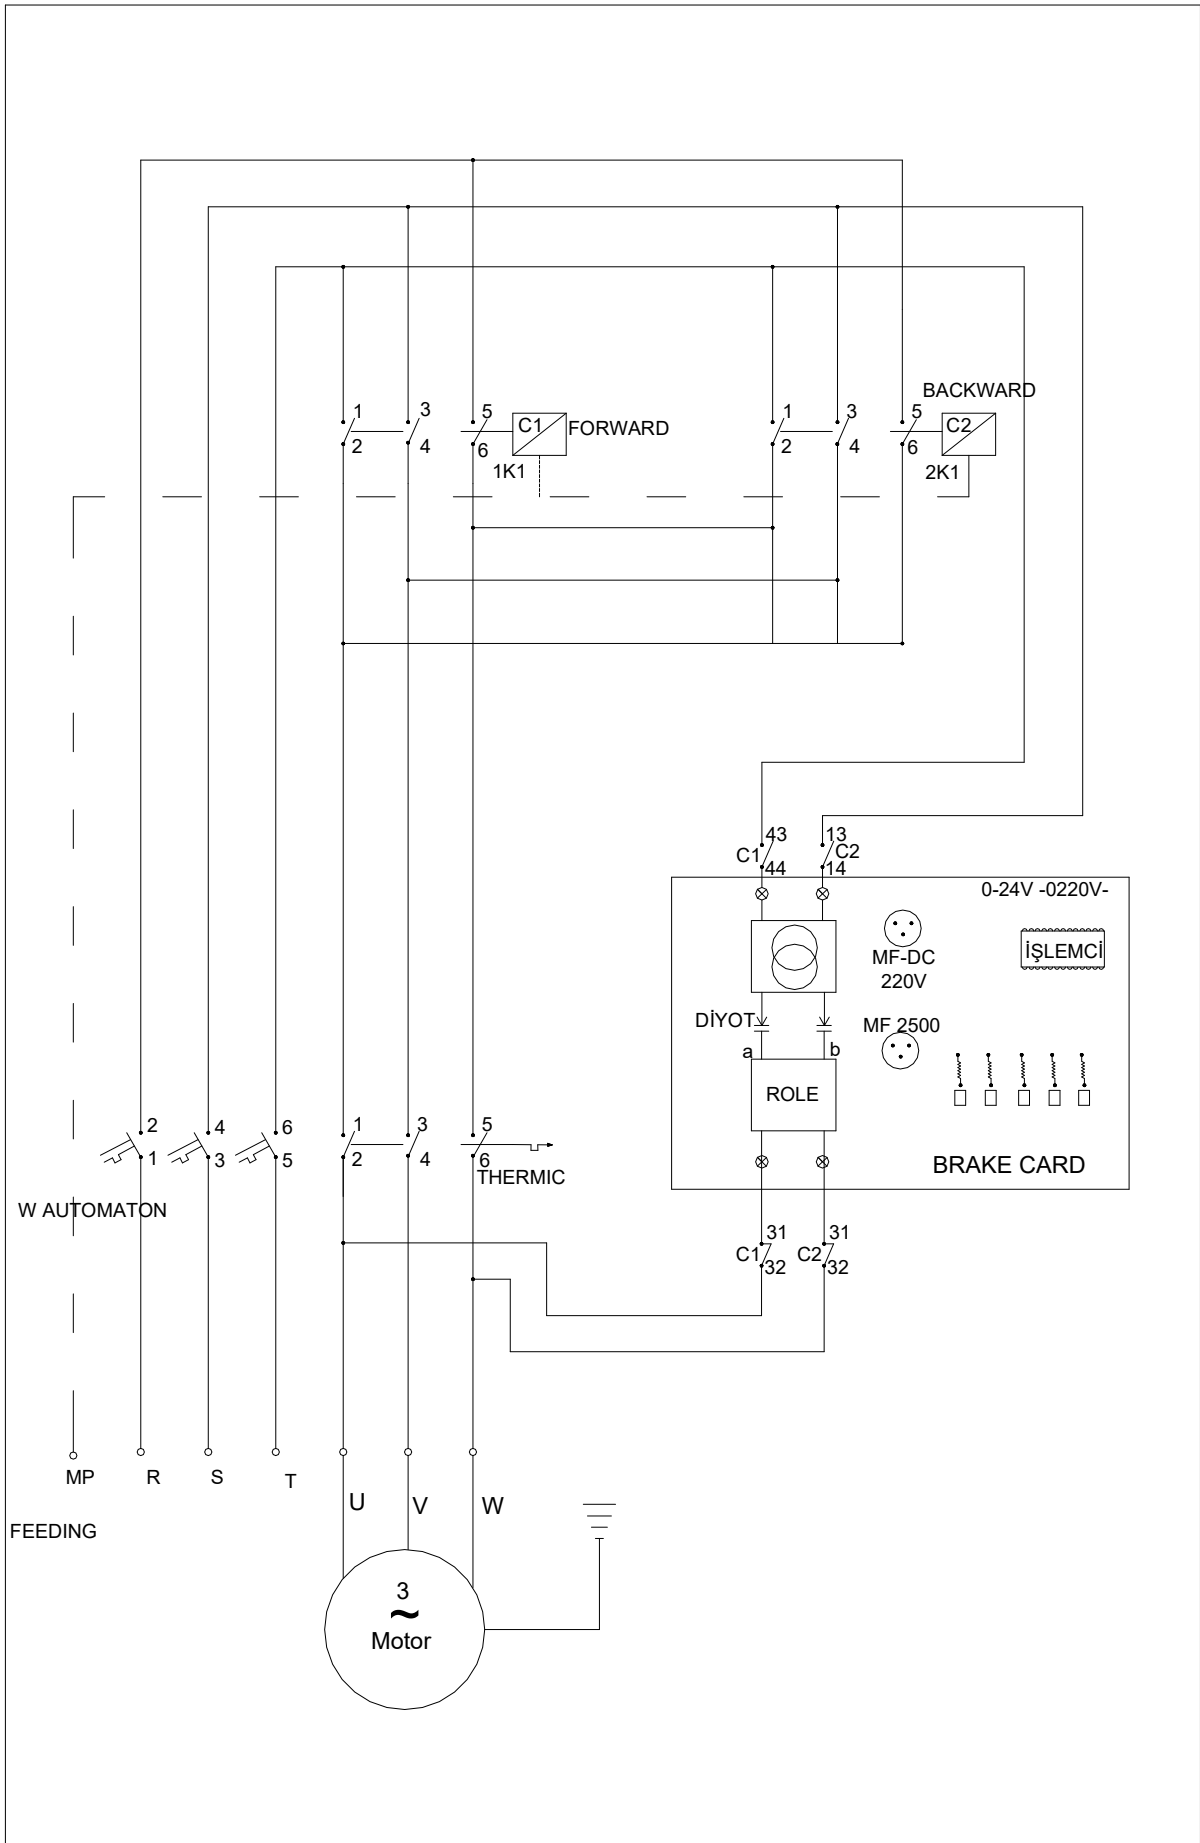 BACKWARD
1 3 5 C1 FORWARD 1 3 5 C2
2 4 6 2 4 6
1K1 2K1
43 13
C1 C2
44 14
0-24V -0220V-
MF-DC
220V
İŞLEMCİ
DİYOT
MF 2500
a b
ROLE
BRAKE CARD
2 4 6 1 3 5
1 3 5 2 4 6
THERMIC
W AUTOMATON
31 31
C1 C2
32 32
MP R S T
U V W
FEEDING
3
~
Motor